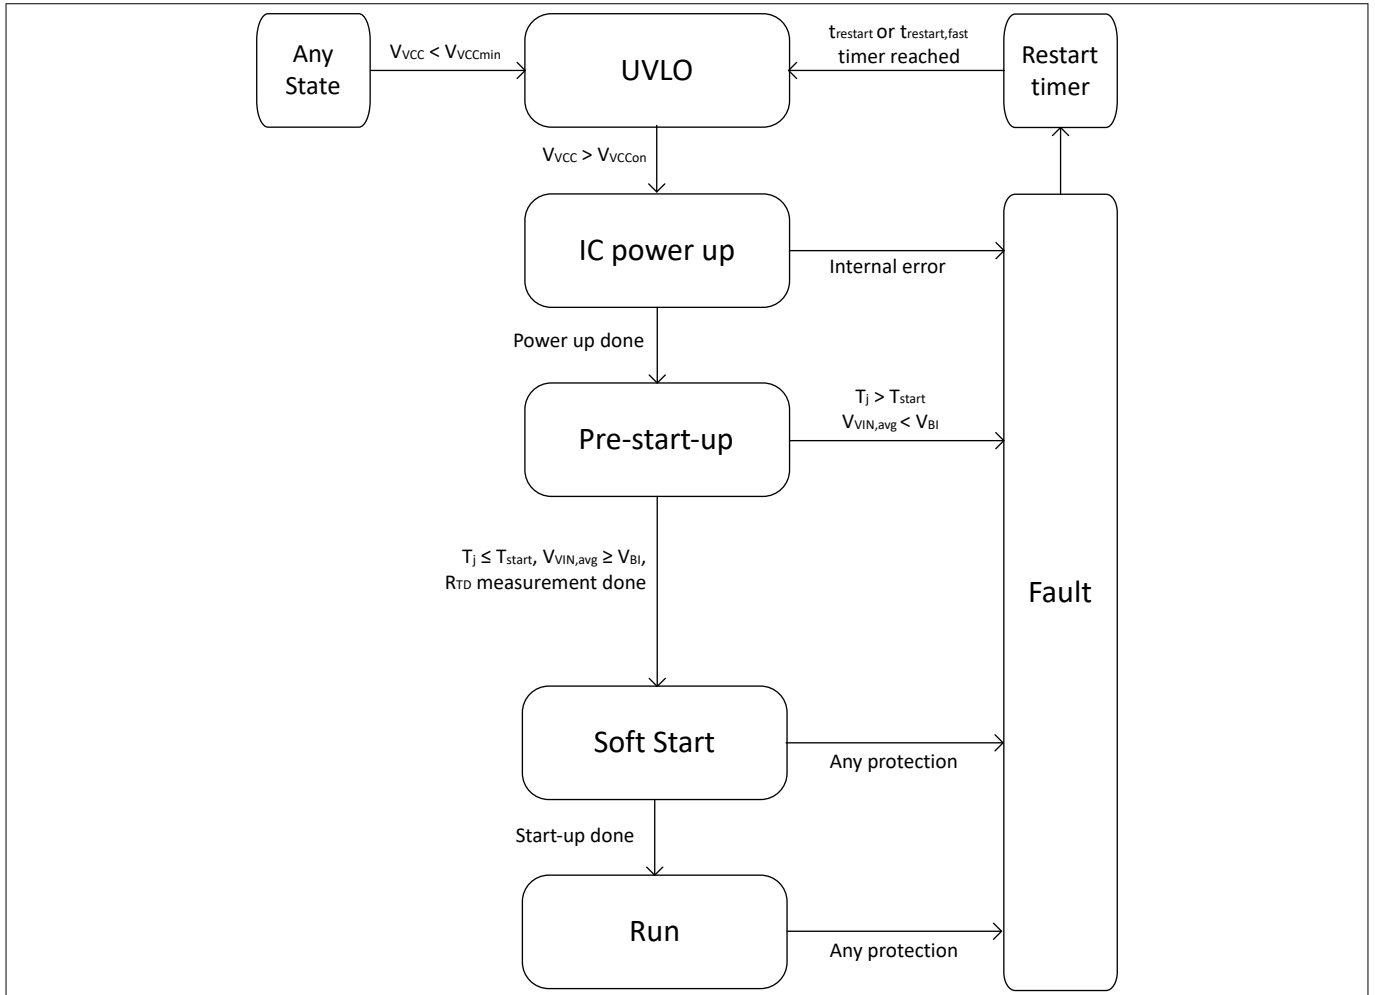 Any
State
VVCC < VVCCmin
UVLO
trestart or trestart,fast
timer reached
Restart
timer
VVCC > VVCCon
IC power up
Internal error
Power up done
Pre-start-up
Tj > Tstart
VVIN,avg < VBI
Tj ≤ Tstart, VVIN,avg ≥ VBI,
RTD measurement done
Fault
Soft Start
Any protection
Start-up done
Run
Any protection